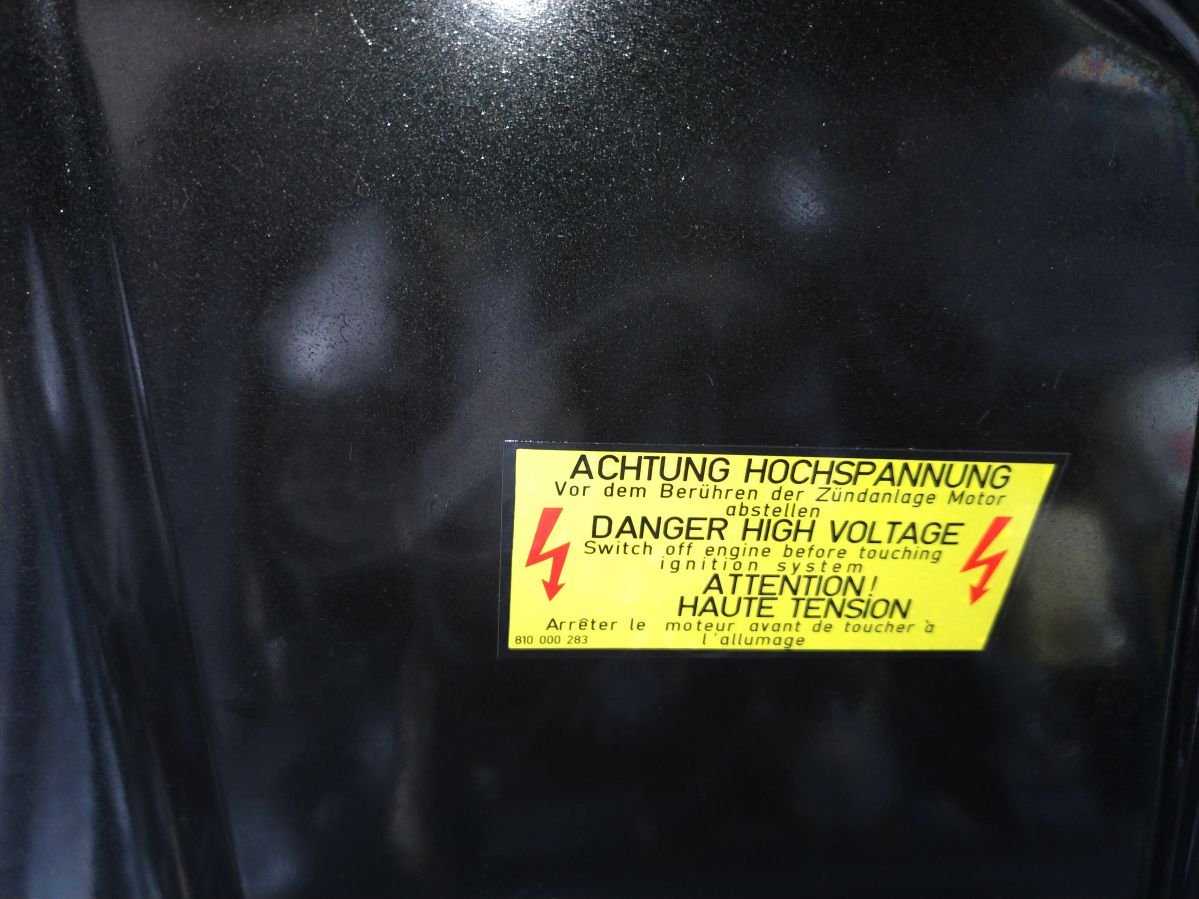 ACHTUNG HOCHSPANNUNG
Vor dem Berühren der Zündanlage Motor
abstellen
DANGER HIGH VOLTAGE
Switch off engine before touching
ignition system
ATTENTION!
HAUTE TENSION
Arrêter le moteur avant de toucher à
l'allumage
810 000 283